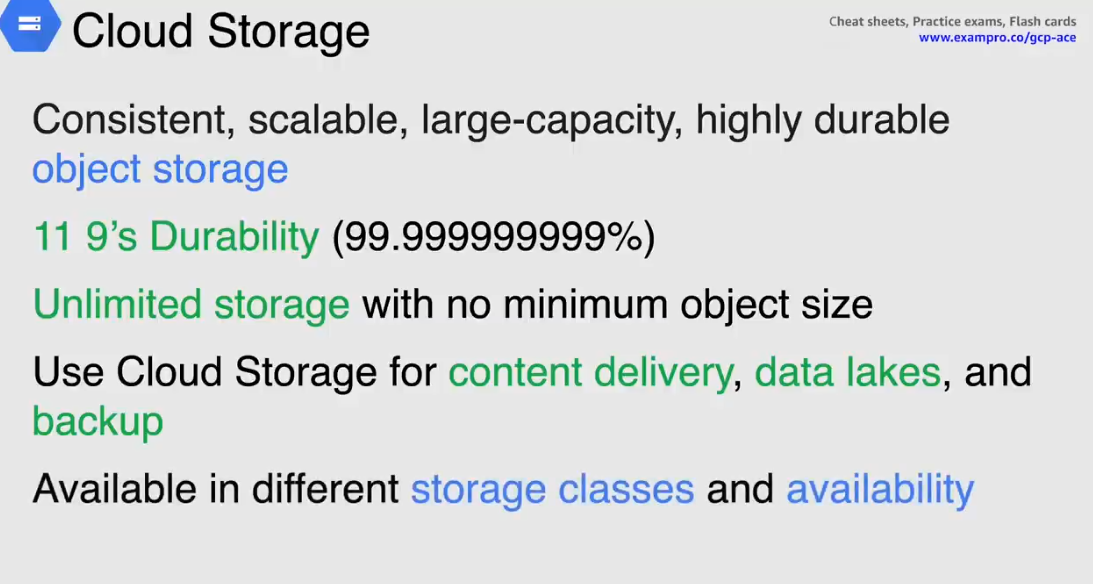 Cloud Storage
Cheat sheets, Practice exams, Flash cards
www.exampro.co/gcp-ace
Consistent, scalable, large-capacity, highly durable
object storage
11 9’s Durability (99.999999999%)
Unlimited storage with no minimum object size
Use Cloud Storage for content delivery, data lakes, and
backup
Available in different storage classes and availability